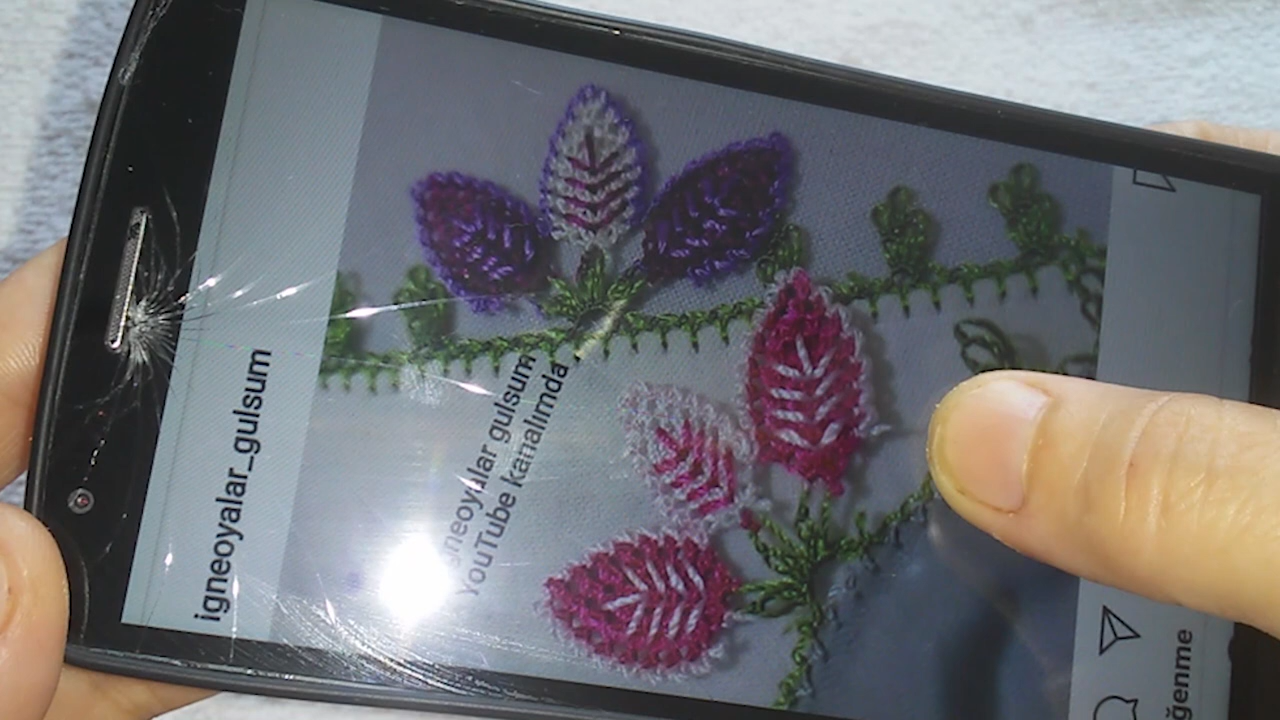 igneoyalar_gulsum
igneoyalar gulsum
YouTube kanalımda
ğenme